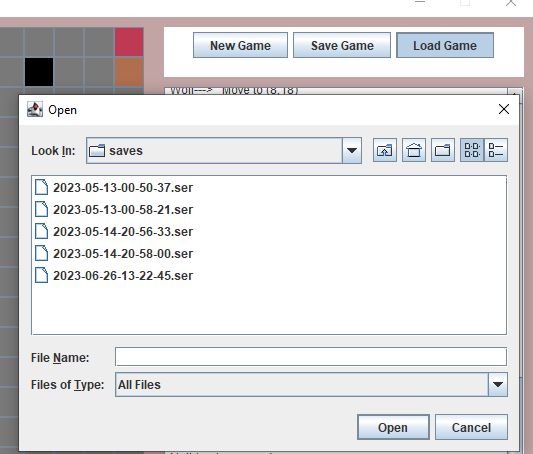 New Game Save Game Load Game
Wolf---> Move to (8,18)
Open
Look In: saves
2023-05-13-00-50-37.ser
2023-05-13-00-58-21.ser
2023-05-14-20-56-33.ser
2023-05-14-20-58-00.ser
2023-06-26-13-22-45.ser
File Name:
Files of Type: All Files
Open Cancel